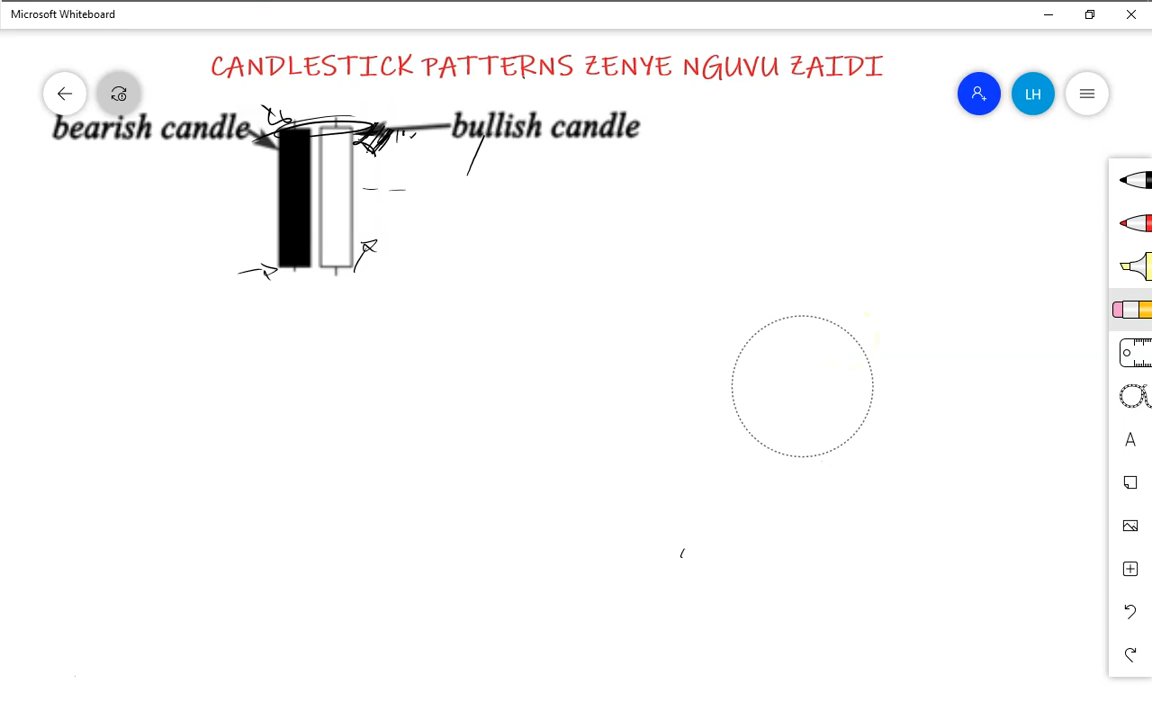 Microsoft Whiteboard
CANDLESTICK PATTERNS ZENYE NGUVU ZAIDI
LH
bearish candle
bullish candle
A